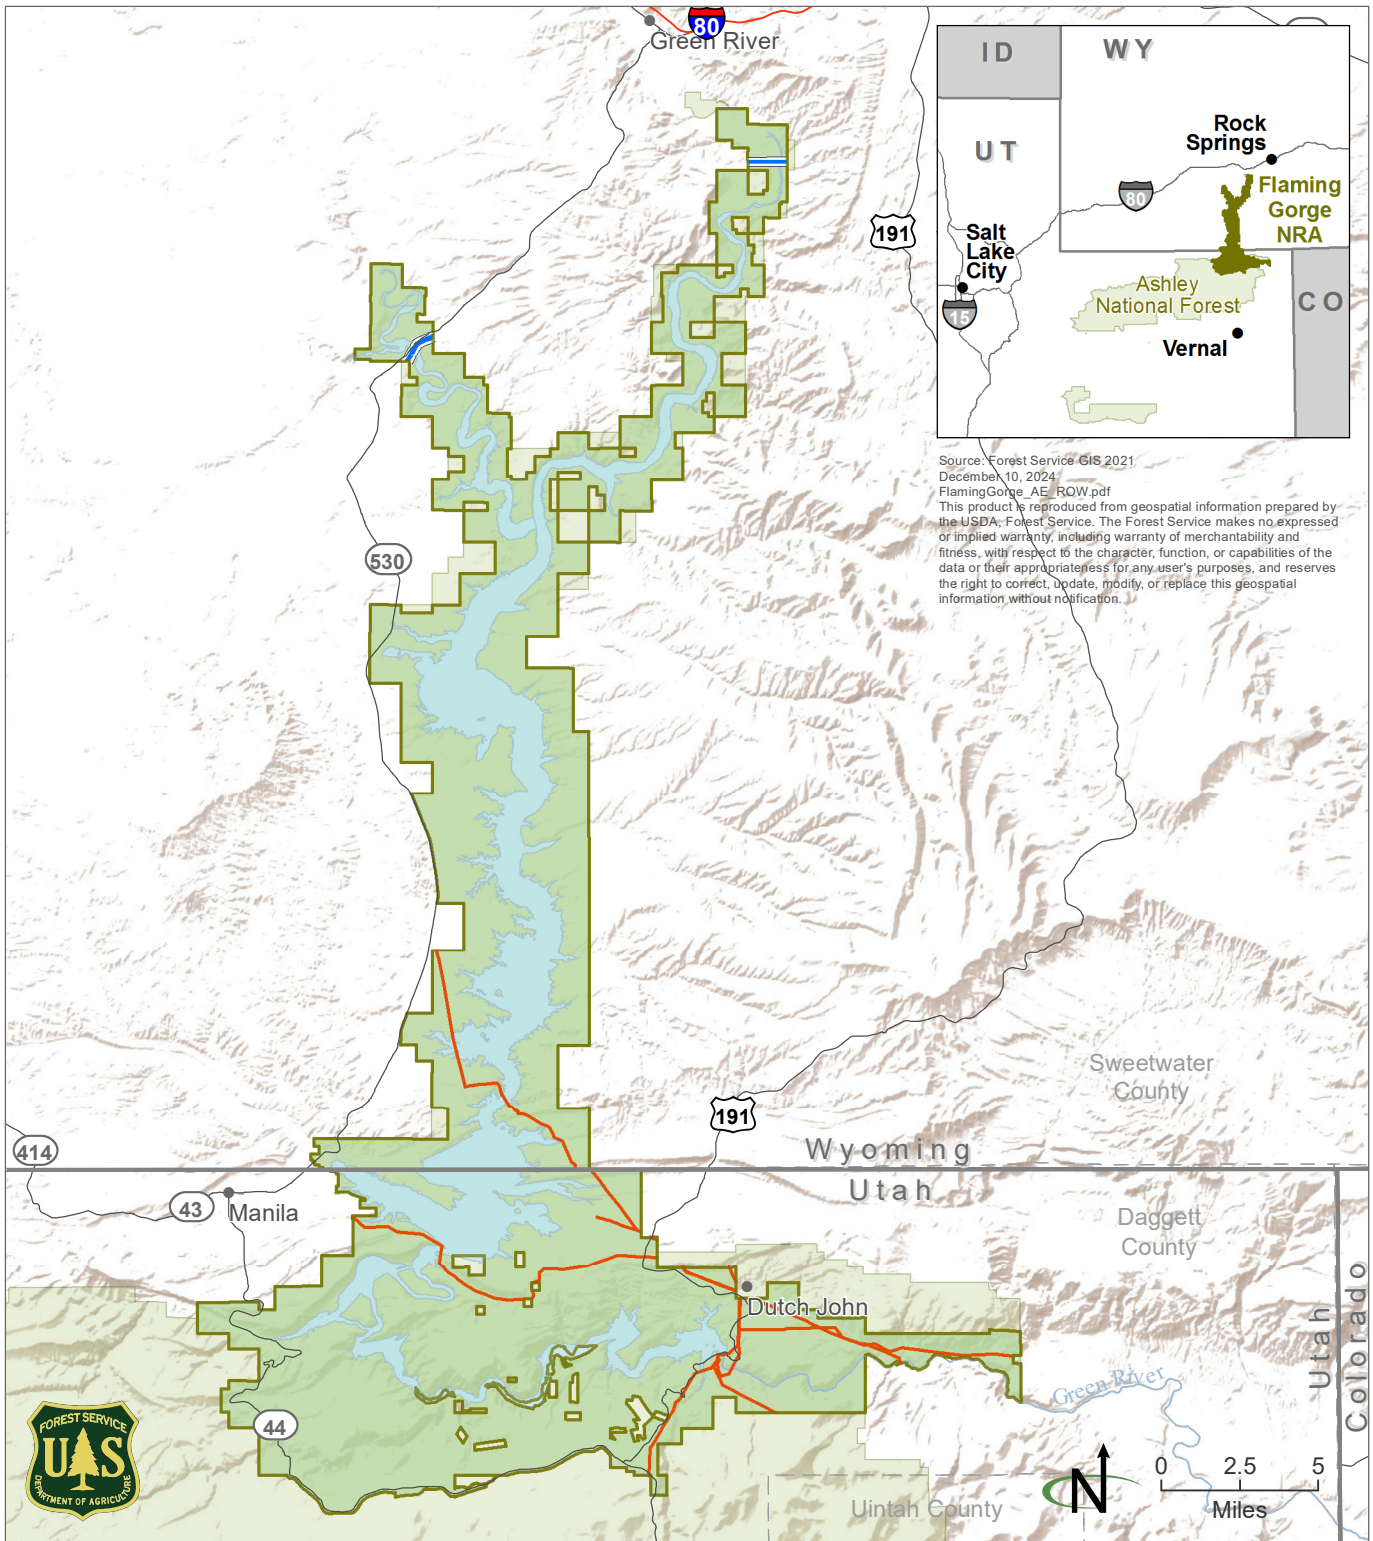 80
Green River
ID
WY
UT
Rock
Springs
80
Flaming
Gorge
NRA
Salt
Lake
City
15
Ashley
National Forest
CO
Vernal
191
Source: Forest Service GIS 2021
December 10, 2024
FlamingGorge_AE_ROW.pdf
This product is reproduced from geospatial information prepared by
the USDA, Forest Service. The Forest Service makes no expressed
or implied warranty, including warranty of merchantability and
fitness, with respect to the character, function, or capabilities of the
data or their appropriateness for any user's purposes, and reserves
the right to correct, update, modify, or replace this geospatial
information without notification.
530
Sweetwater
County
191
Wyoming
414
Utah
43
Manila
Daggett
County
Dutch John
Utah
Colorado
Green River
44
FOREST SERVICE
U S
DEPARTMENT OF AGRICULTURE
Uintah County
N
0 2.5 5
Miles